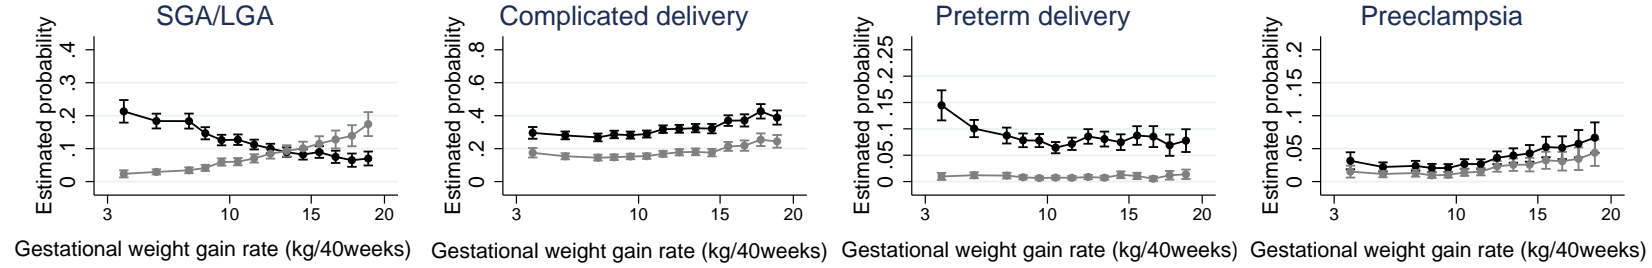 SGA/LGA
Estimated probability
0 .1 .2 .3 .4
3 10 15 20
Gestational weight gain rate (kg/40weeks)
Complicated delivery
Estimated probability
0 .2 .4 .6 .8
3 10 15 20
Gestational weight gain rate (kg/40weeks)
Preterm delivery
Estimated probability
0 .05 .1 .15 .2 .25
3 10 15 20
Gestational weight gain rate (kg/40weeks)
Preeclampsia
Estimated probability
0 .05 .1 .15 .2
3 10 15 20
Gestational weight gain rate (kg/40weeks)